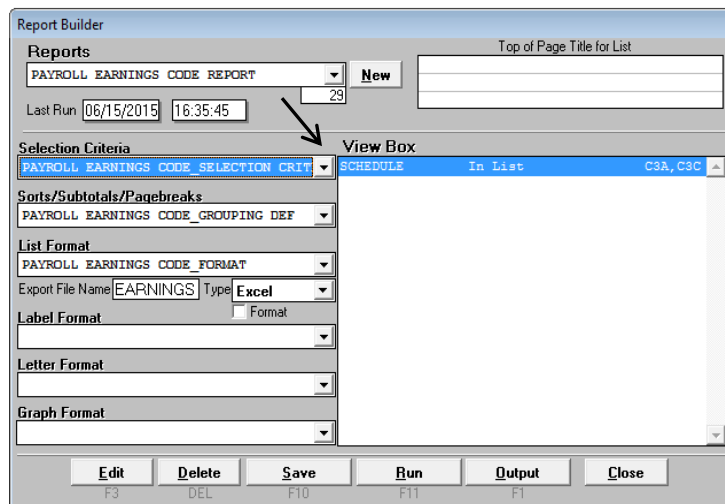 Report Builder
Reports
Top of Page Title for List
PAYROLL EARNINGS CODE REPORT
New
29
Last Run 06/15/2015 16:35:45
Selection Criteria
View Box
PAYROLL EARNINGS CODE_SELECTION CRIT
SCHEDULE In List C3A,C3C
Sorts/Subtotals/Pagebreaks
PAYROLL EARNINGS CODE_GROUPING DEF
List Format
PAYROLL EARNINGS CODE_FORMAT
Export File Name EARNINGS Type Excel
Format
Label Format
Letter Format
Graph Format
Edit Delete Save Run Output Close
F3 DEL F10 F11 F1